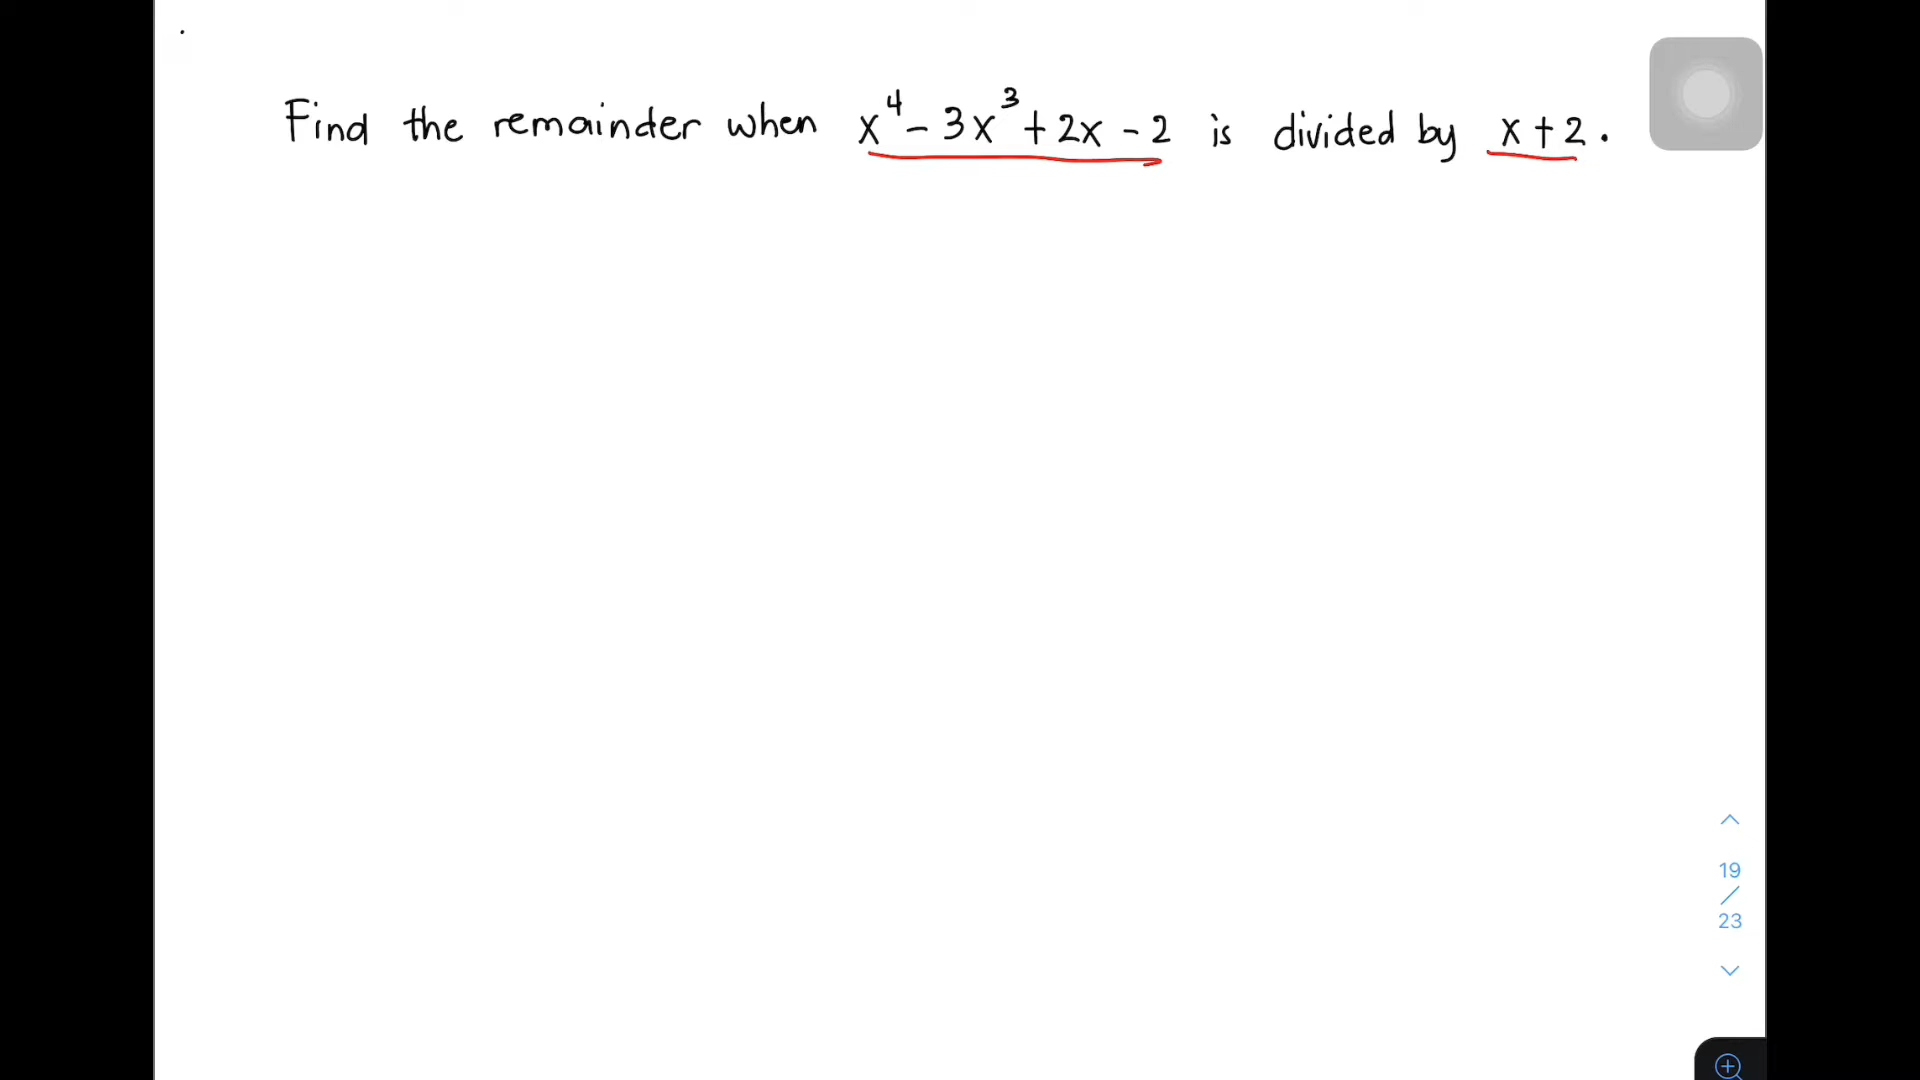 Find the remainder when x⁴ - 3x³ + 2x - 2 is divided by x + 2.
19
/
23